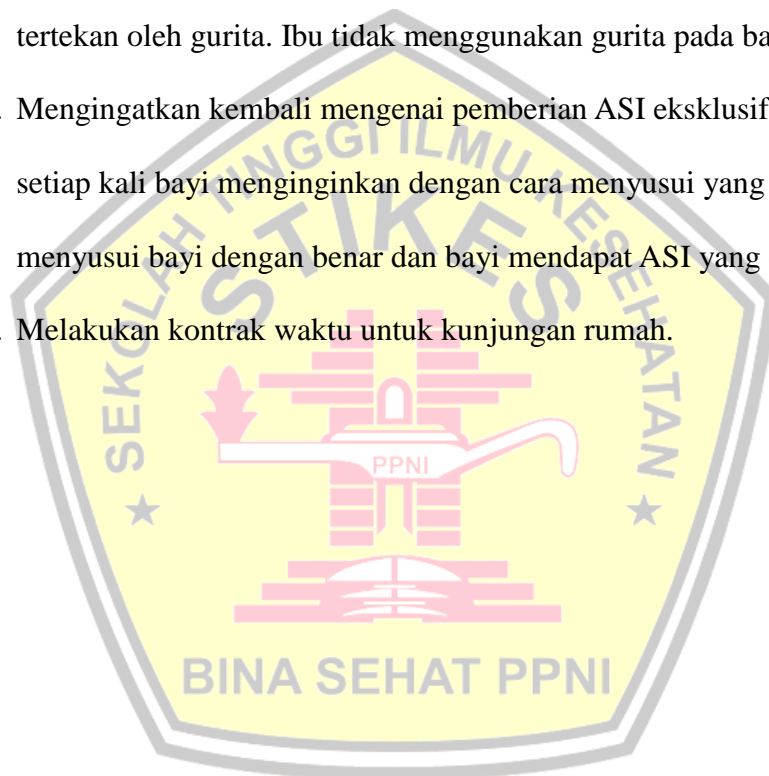 tertekan oleh gurita. Ibu tidak menggunakan gurita pada
. Mengingatkan kembali mengenai pemberian ASI eksklusif
setiap kali bayi menginginkan dengan cara menyusui yang
menyusui bayi dengan benar dan bayi mendapat ASI yang
. Melakukan kontrak waktu untuk kunjungan rumah.
SEKOLAH TINGGI ILMU KESEHATAN
STIKES
PPNI
BINA SEHAT PPNI